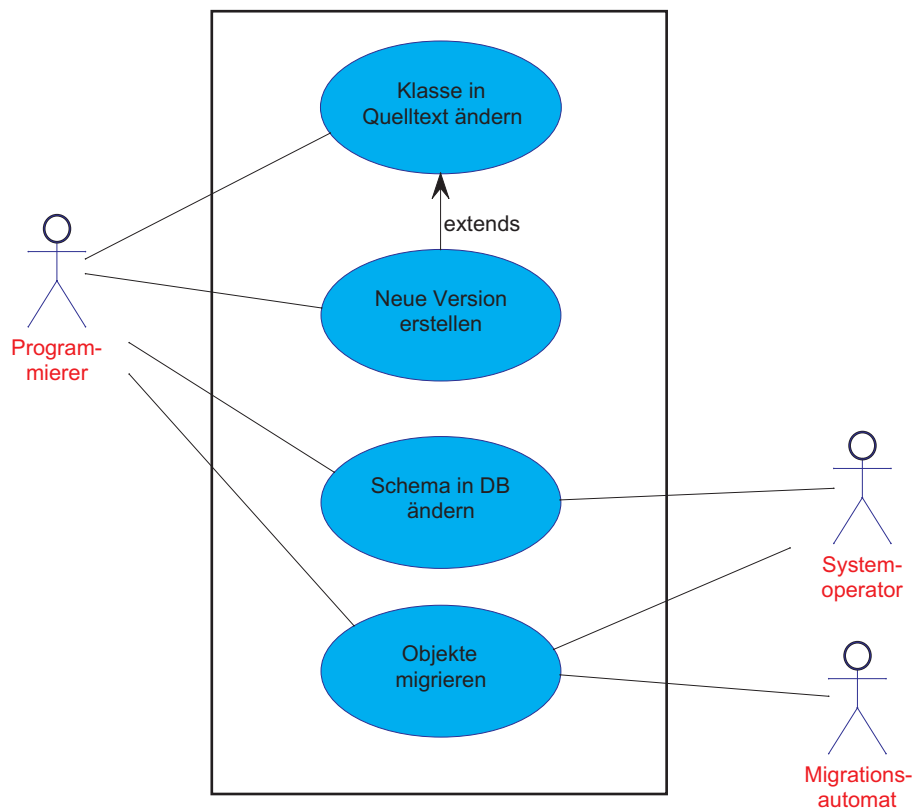 Klasse in
Quelltext ändern
extends
Neue Version
erstellen
Program-
mierer
Schema in DB
ändern
System-
operator
Objekte
migrieren
Migrations-
automat